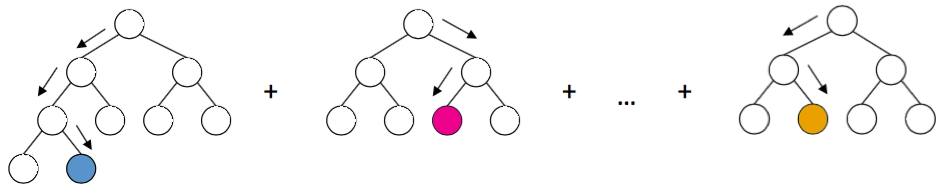 + + ... +